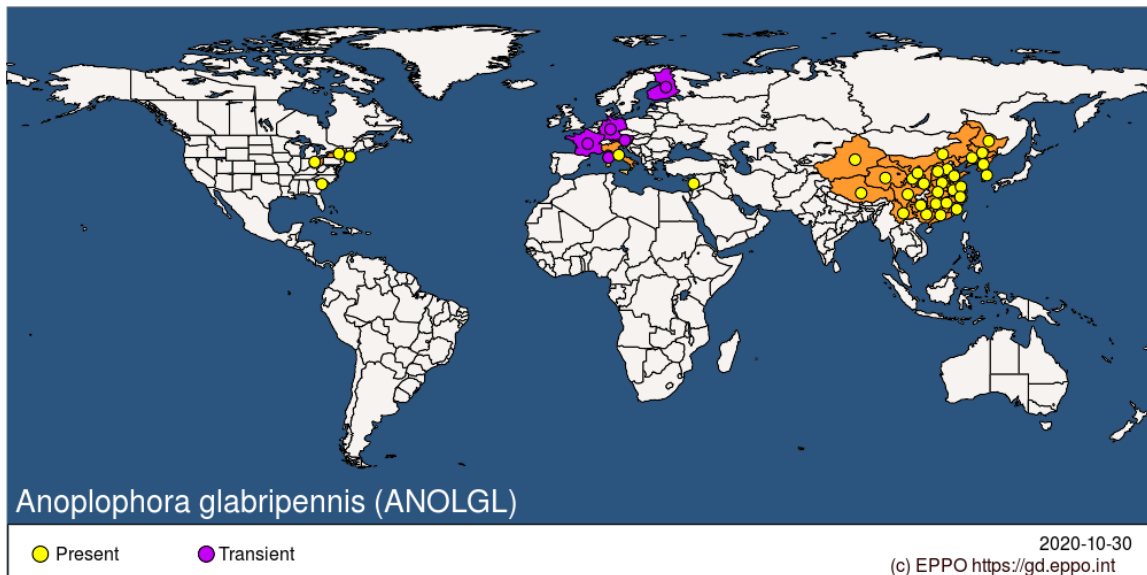 Anoplophora glabripennis (ANOLGL)
Present
Transient
2020-10-30
(c) EPPO https://gd.eppo.int